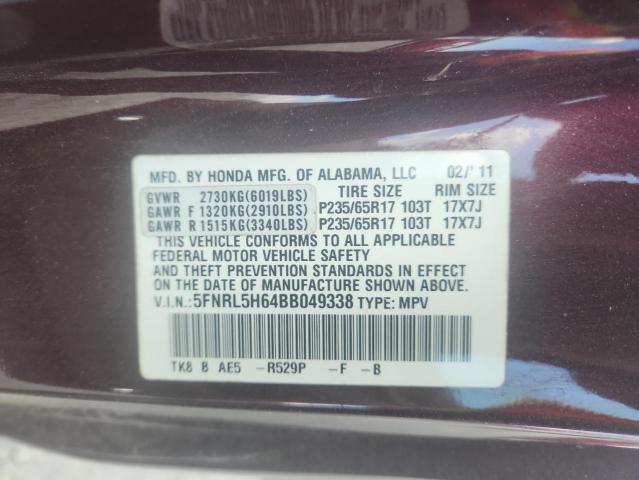 MFD. BY HONDA MFG. OF ALABAMA, LLC 02/'11
GVWR 2730KG(6019LBS) TIRE SIZE RIM SIZE
GAWR F 1320KG(2910LBS) P235/65R17 103T 17X7J
GAWR R 1515KG(3340LBS) P235/65R17 103T 17X7J
THIS VEHICLE CONFORMS TO ALL APPLICABLE
FEDERAL MOTOR VEHICLE SAFETY
AND THEFT PREVENTION STANDARDS IN EFFECT
ON THE DATE OF MANUFACTURE SHOWN ABOVE.
V.I.N.:5FNRL5H64BB049338 TYPE: MPV
TK8 B AE5 -R529P -F -B